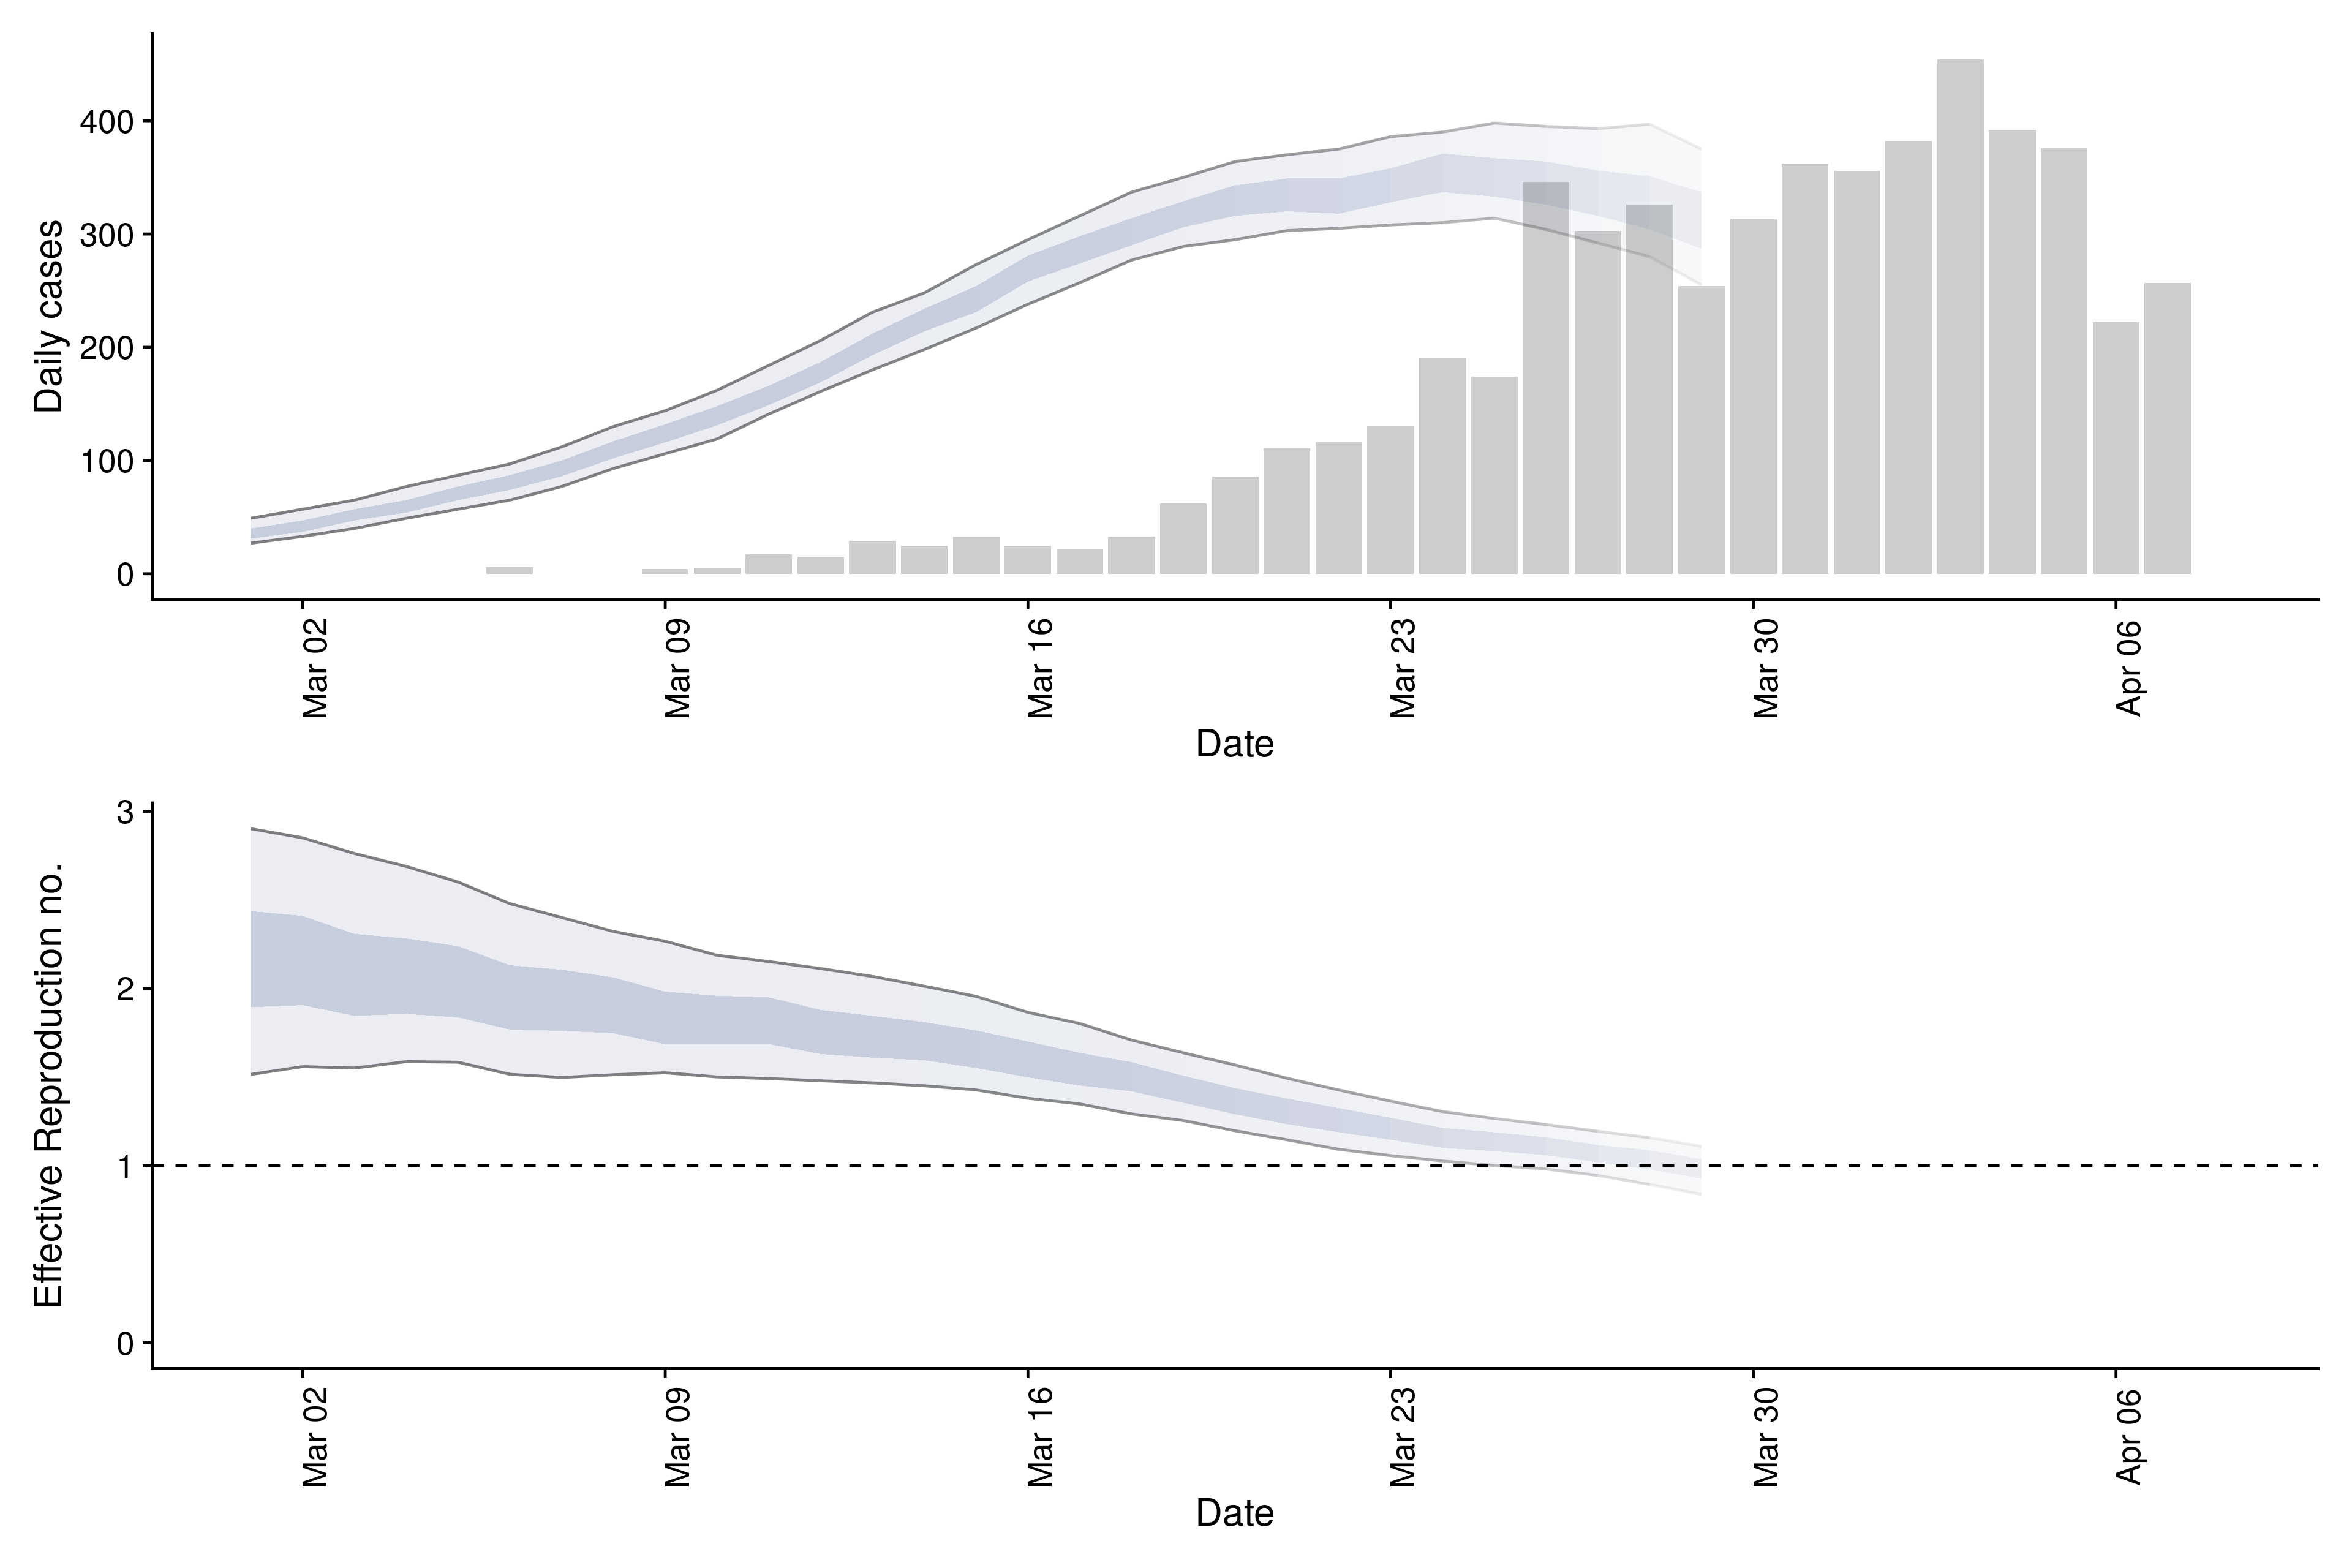 Daily cases
400
300
200
100
0
Mar 02
Mar 09
Mar 16
Mar 23
Mar 30
Apr 06
Date
Effective Reproduction no.
3
2
1
0
Mar 02
Mar 09
Mar 16
Mar 23
Mar 30
Apr 06
Date